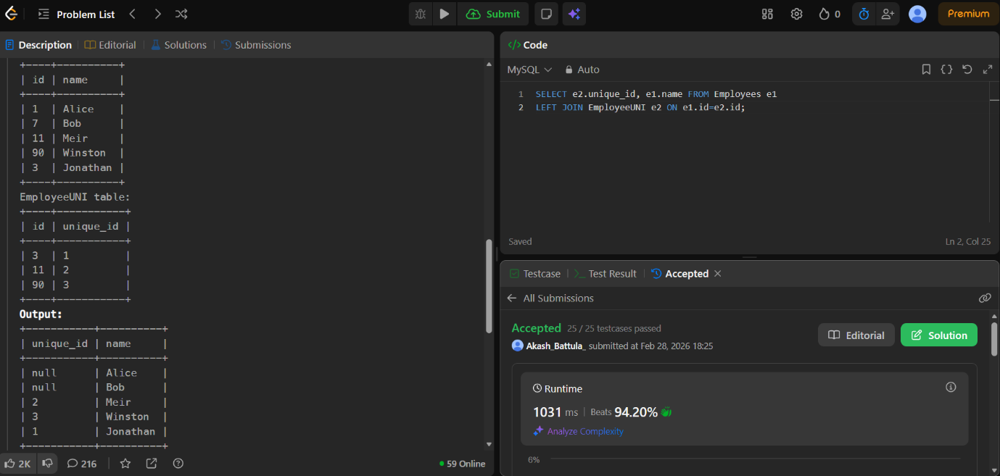 Problem List
Submit
0
Premium
Description
Editorial
Solutions
Submissions
+----+----------+
| id | name     |
+----+----------+
| 1  | Alice    |
| 7  | Bob      |
| 11 | Meir     |
| 90 | Winston  |
| 3  | Jonathan |
+----+----------+
EmployeeUNI table:
+----+-----------+
| id | unique_id |
+----+-----------+
| 3  | 1         |
| 11 | 2         |
| 90 | 3         |
+----+-----------+
Output:
+-----------+----------+
| unique_id | name     |
+-----------+----------+
| null      | Alice    |
| null      | Bob      |
| 2         | Meir     |
| 3         | Winston  |
| 1         | Jonathan |
+-----------+----------+
2K
216
59 Online
</> Code
MySQL
Auto
1 SELECT e2.unique_id, e1.name FROM Employees e1
2 LEFT JOIN EmployeeUNI e2 ON e1.id=e2.id;
Saved
Ln 2, Col 25
Testcase
Test Result
Accepted
All Submissions
Accepted 25 / 25 testcases passed
Akash_Battula_ submitted at Feb 28, 2026 18:25
Editorial
Solution
Runtime
1031 ms | Beats 94.20%
Analyze Complexity
6%